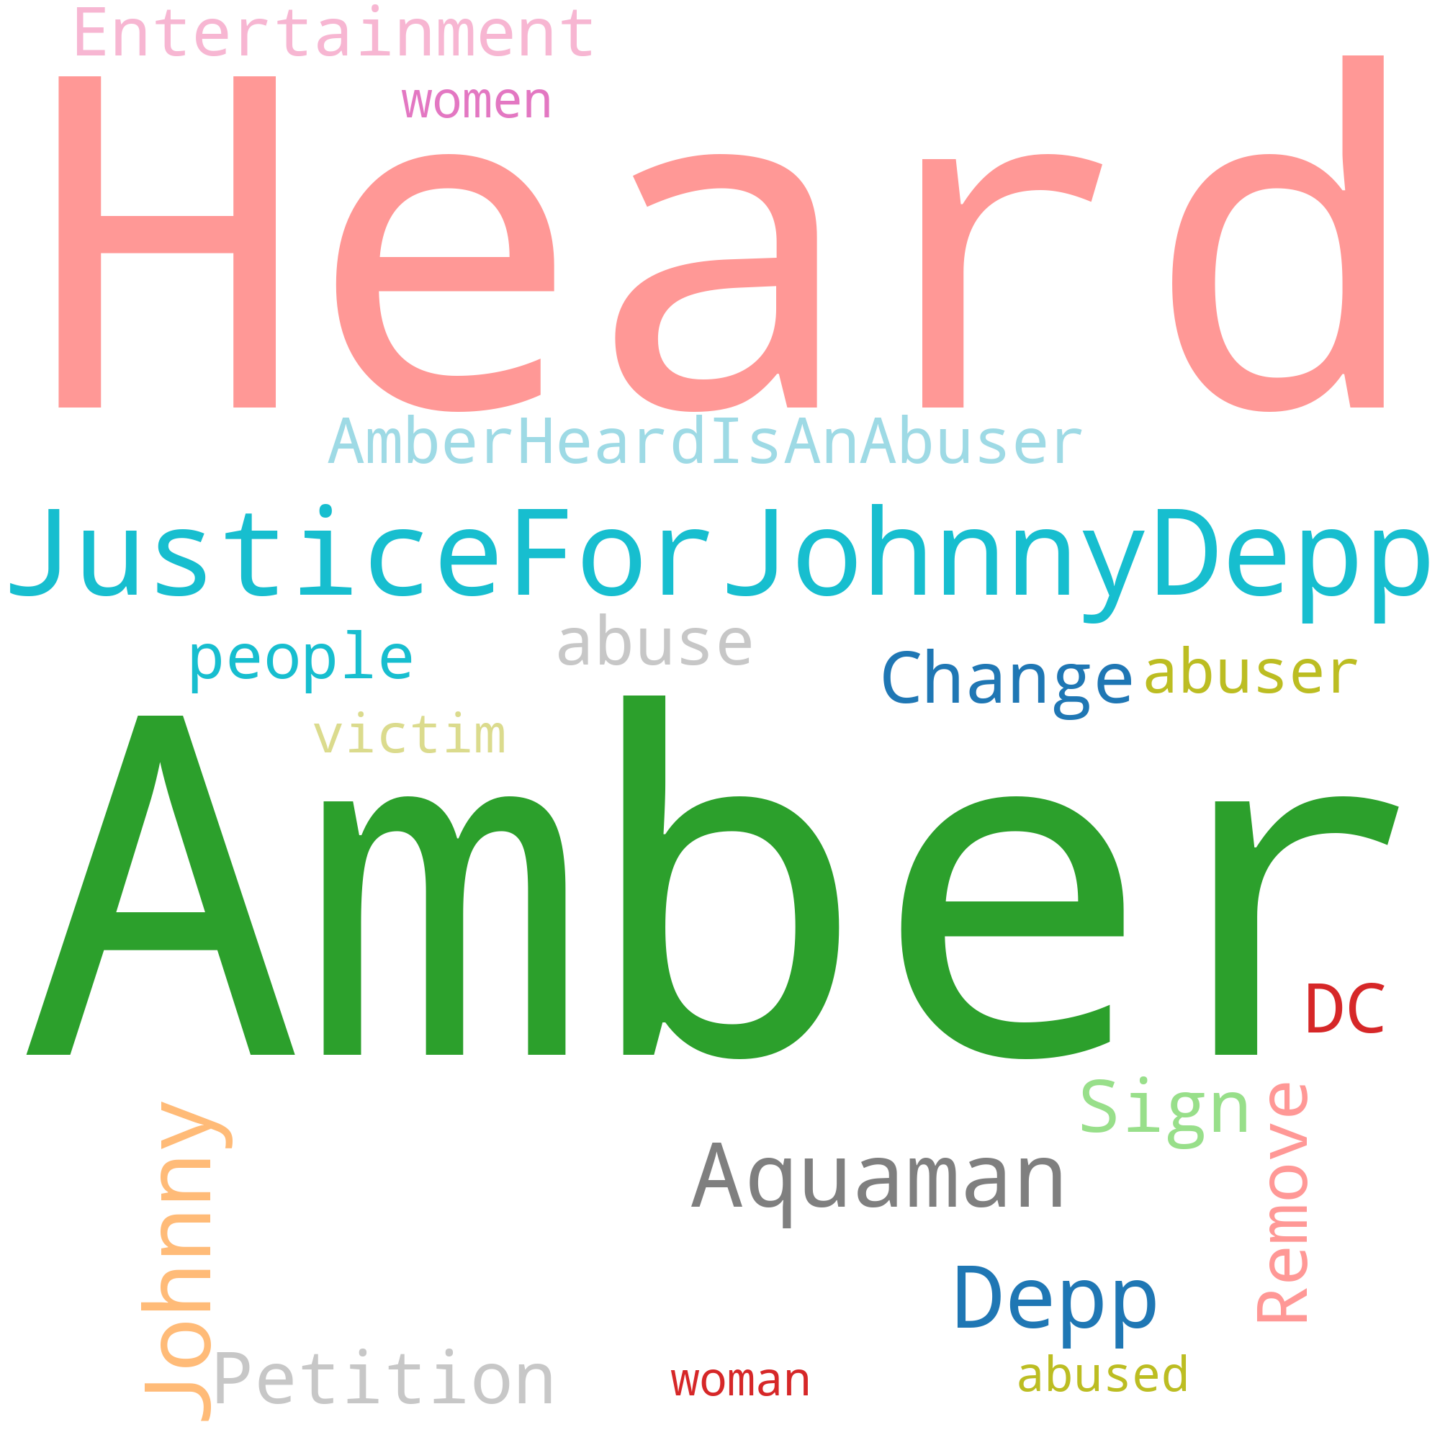 Entertainment
women
Heard
AmberHeardIsAnAbuser
JusticeForJohnnyDepp
people
abuse
Change
abuser
victim
Amber
DC
Sign
Remove
Johnny
Aquaman
Depp
Petition
woman
abused